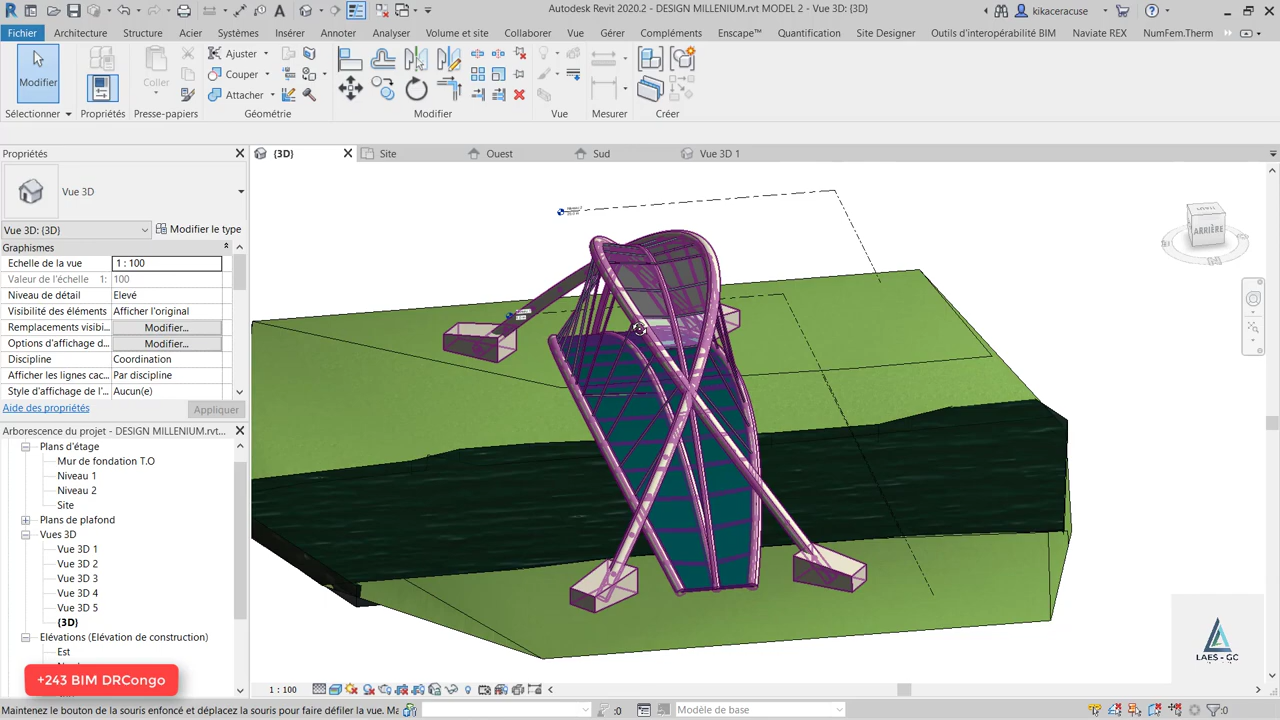 Autodesk Revit 2020.2 - DESIGN MILLENIUM.rvt MODEL 2 - Vue 3D: {3D}
kikaceracuse
Fichier Architecture Structure Acier Systèmes Insérer Annoter Analyser Volume et site Collaborer Vue Gérer Compléments Enscape™ Quantification Site Designer Outils d'interopérabilité BIM Naviate REX NumFem.Therm
Modifier
Propriétés
Coller
Ajuster
Couper
Attacher
Sélectionner Propriétés Presse-papiers Géométrie Modifier Vue Mesurer Créer
Propriétés
{3D} Site Ouest Sud Vue 3D 1
Vue 3D
Vue 3D: {3D}
Modifier le type
Graphismes
Echelle de la vue 1 : 100
Valeur de l'échelle 1: 100
Niveau de détail Elevé
Visibilité des éléments Afficher l'original
Remplacements visibi... Modifier...
Options d'affichage d... Modifier...
Discipline Coordination
Afficher les lignes cac... Par discipline
Style d'affichage de l'... Aucun(e)
Aide des propriétés Appliquer
Arborescence du projet - DESIGN MILLENIUM.rvt...
Plans d'étage
Mur de fondation T.O
Niveau 1
Niveau 2
Site
Plans de plafond
Vues 3D
Vue 3D 1
Vue 3D 2
Vue 3D 3
Vue 3D 4
Vue 3D 5
{3D}
Elévations (Elévation de construction)
Est
+243 BIM DRCongo
ARRIÈRE
LAES - GC
1 : 100
Maintenez le bouton de la souris enfoncé et déplacez la souris pour faire défiler la vue. Ma
:0
Modèle de base
:0